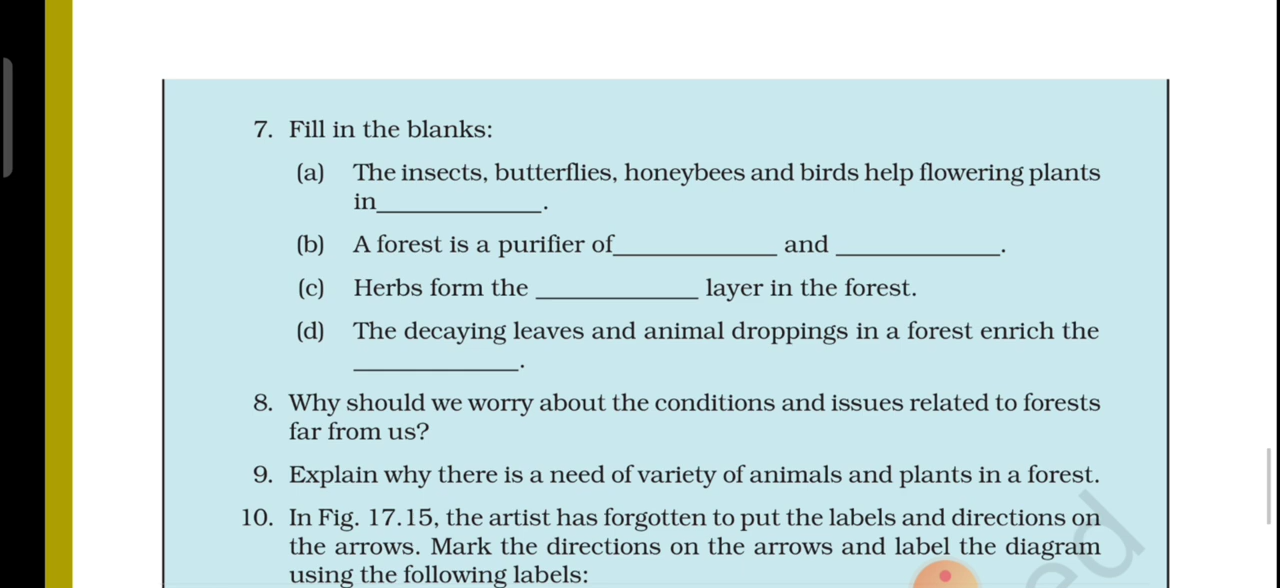 7. Fill in the blanks:
(a) The insects, butterflies, honeybees and birds help flowering plants
in_____________.
(b) A forest is a purifier of_____________ and _____________.
(c) Herbs form the _____________ layer in the forest.
(d) The decaying leaves and animal droppings in a forest enrich the
_____________.
8. Why should we worry about the conditions and issues related to forests
far from us?
9. Explain why there is a need of variety of animals and plants in a forest.
10. In Fig. 17.15, the artist has forgotten to put the labels and directions on
the arrows. Mark the directions on the arrows and label the diagram
using the following labels: